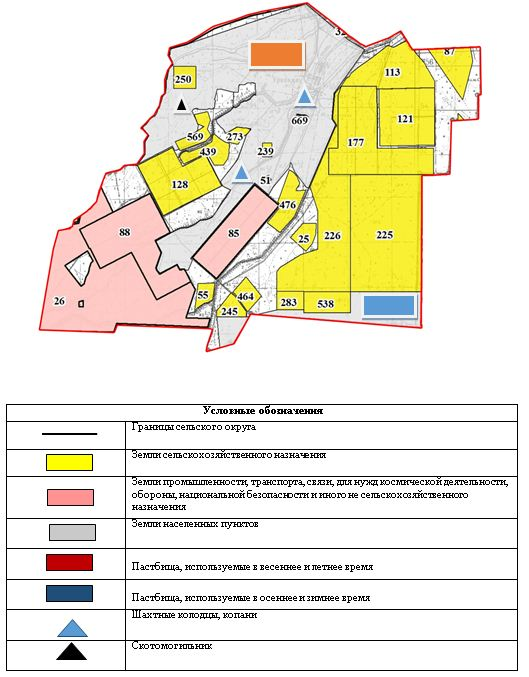 32
87
113
250
121
669
569
273
177
439
239
51
128
476
88
85
25
226
225
26
55
464
245
283
538
Условные обозначения
Границы сельского округа
Земли сельскохозяйственного назначения
Земли промышленности, транспорта, связи, для нужд космической деятельности,
обороны, национальной безопасности и иного не сельскохозяйственного
назначения
Земли населенных пунктов
Пастбища, используемые в весеннее и летнее время
Пастбища, используемые в осеннее и зимнее время
Шахтные колодцы, копани
Скотомогильник